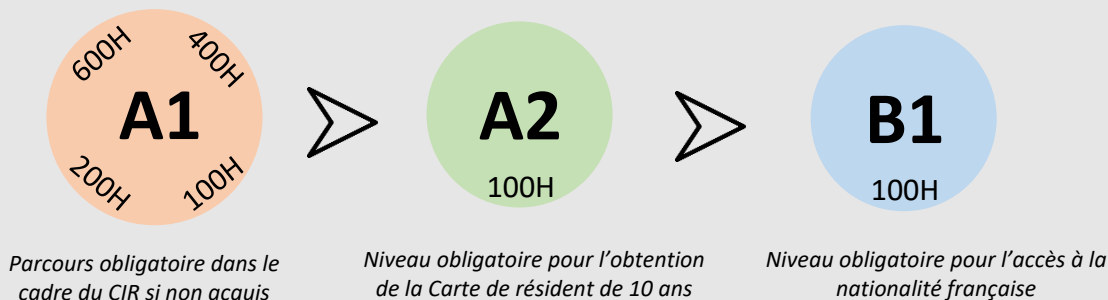 600H
400H
A1
200H
100H
Parcours obligatoire dans le
cadre du CIR si non acquis
A2
100H
Niveau obligatoire pour l’obtention
de la Carte de résident de 10 ans
B1
100H
Niveau obligatoire pour l’accès à la
nationalité française